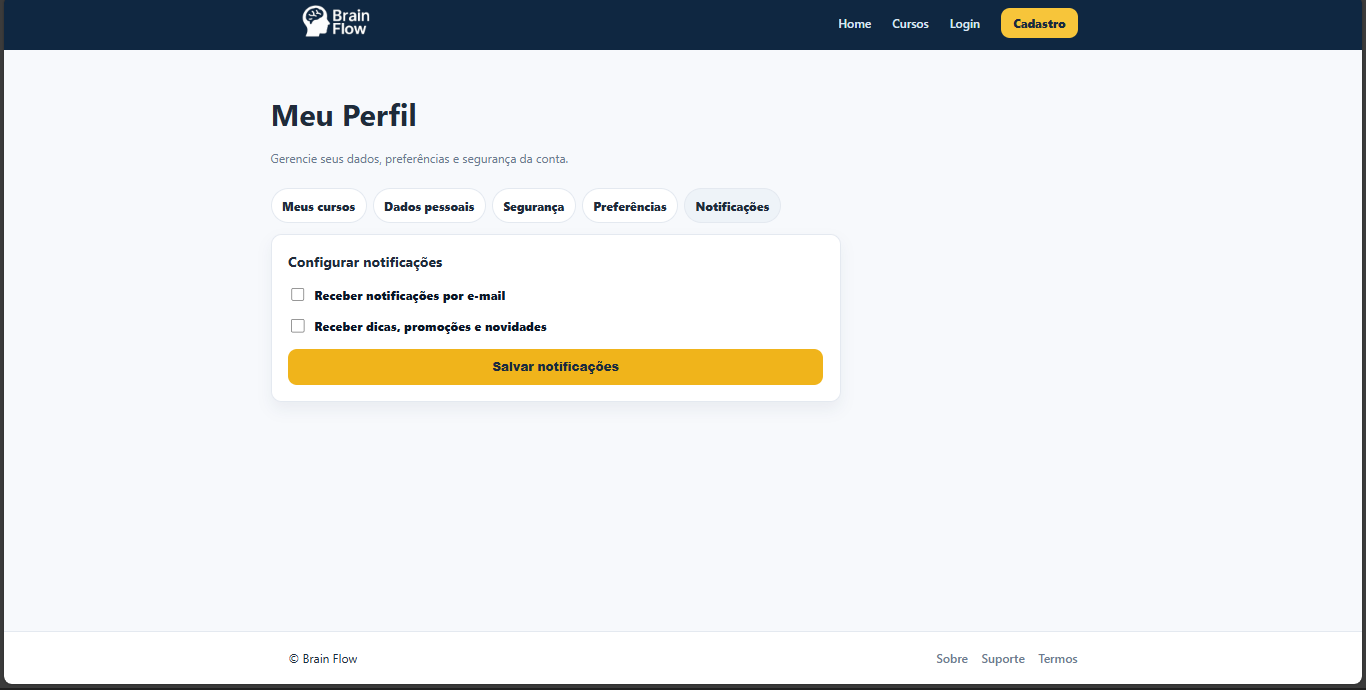 Brain
Flow
Home Cursos Login Cadastro
Meu Perfil
Gerencie seus dados, preferências e segurança da conta.
Meus cursos Dados pessoais Segurança Preferências Notificações
Configurar notificações
Receber notificações por e-mail
Receber dicas, promoções e novidades
Salvar notificações
© Brain Flow Sobre Suporte Termos